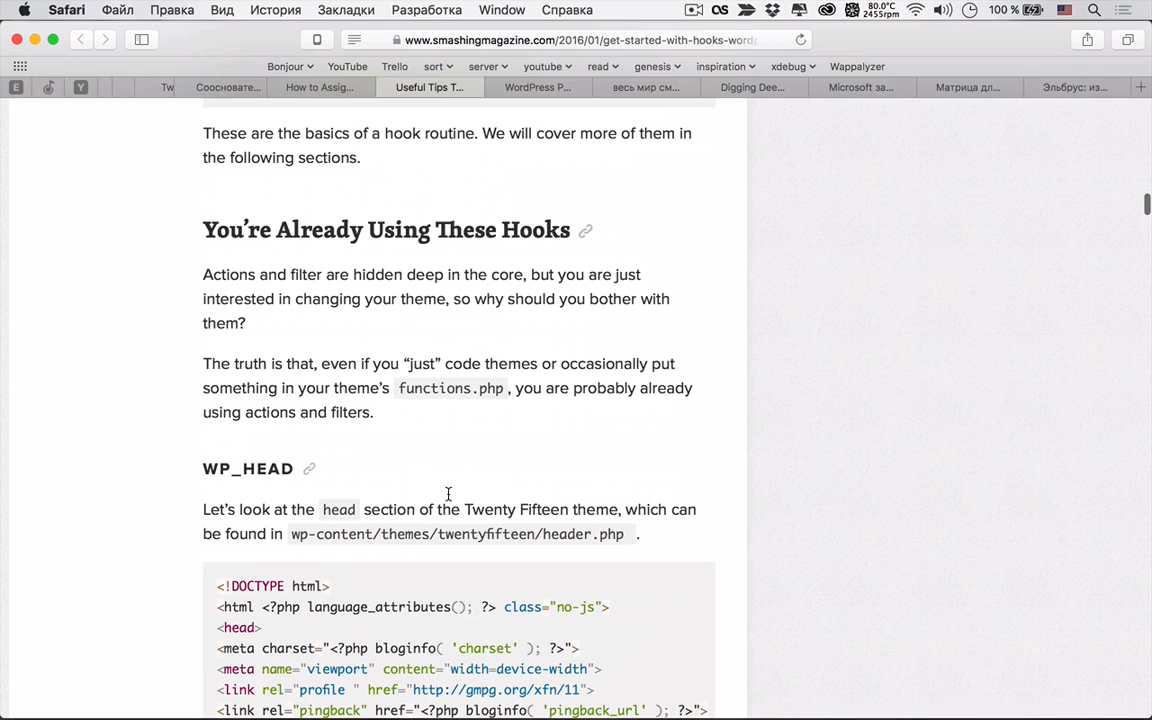 Safari Файл Правка Вид История Закладки Разработка Window Справка 80.0°C 2455rpm 100 %
www.smashingmagazine.com/2016/01/get-started-with-hooks-wordp
Bonjour YouTube Trello sort server youtube read genesis inspiration xdebug Wappalyzer
E Y Tw Соосновате... How to Assig... Useful Tips T... WordPress P... весь мир см... Digging Dee... Microsoft за... Матрица дл... Эльбрус: из...
These are the basics of a hook routine. We will cover more of them in
the following sections.
You’re Already Using These Hooks
Actions and filter are hidden deep in the core, but you are just
interested in changing your theme, so why should you bother with
them?
The truth is that, even if you “just” code themes or occasionally put
something in your theme’s functions.php, you are probably already
using actions and filters.
WP_HEAD
Let’s look at the head section of the Twenty Fifteen theme, which can
be found in wp-content/themes/twentyfifteen/header.php .
<!DOCTYPE html>
<html <?php language_attributes(); ?> class="no-js">
<head>
<meta charset="<?php bloginfo( 'charset' ); ?>">
<meta name="viewport" content="width=device-width">
<link rel="profile " href="http://gmpg.org/xfn/11">
<link rel="pingback" href="<?php bloginfo( 'pingback_url' ); ?>">